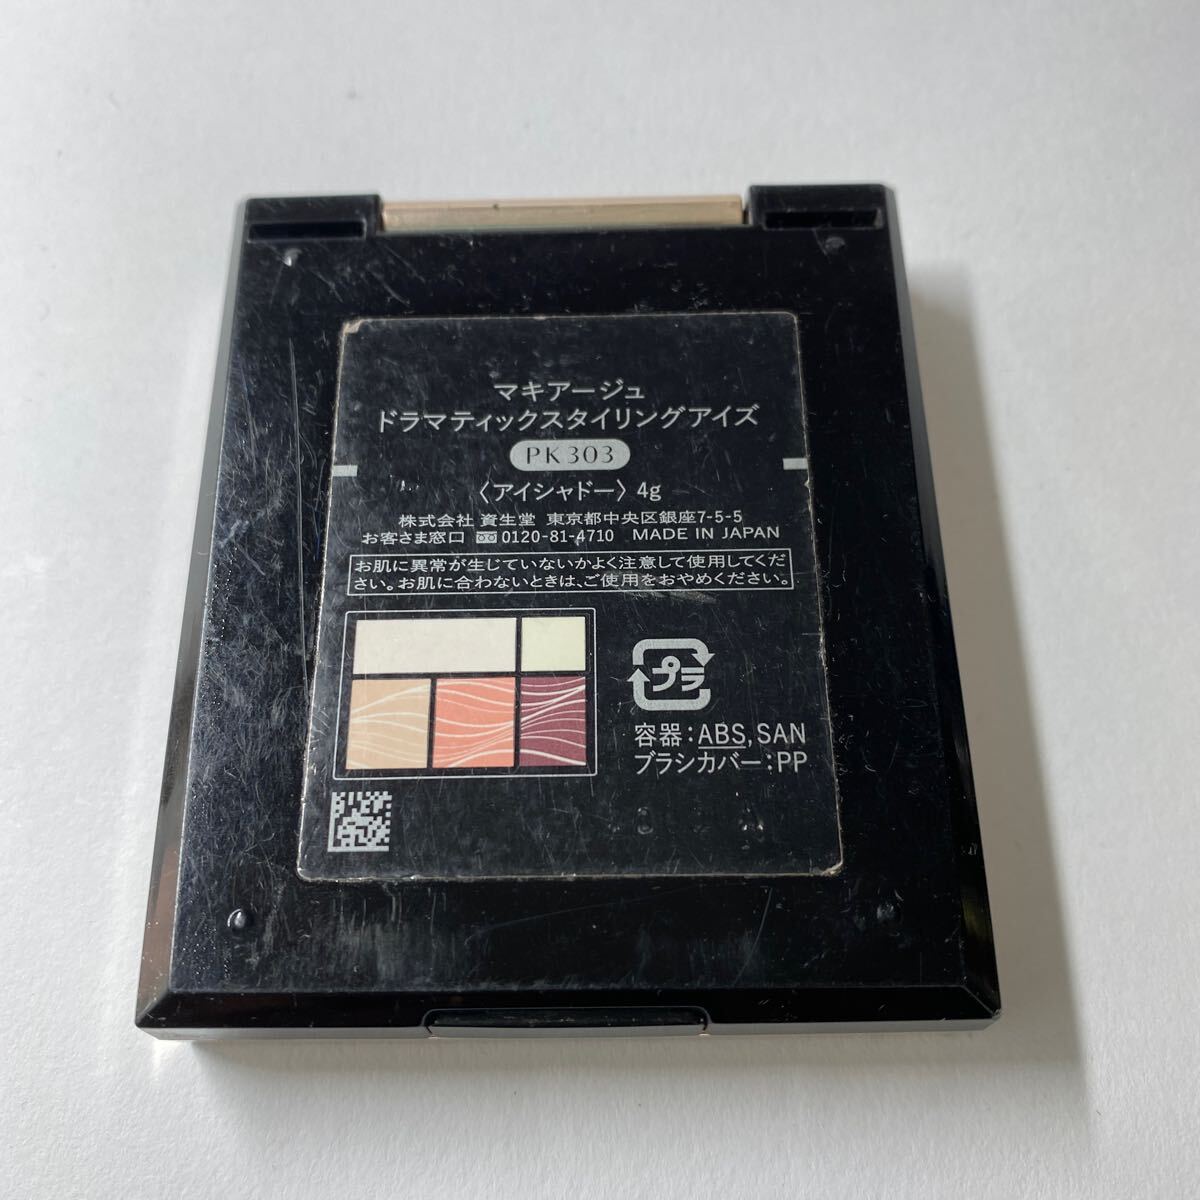 マキアージュ
ドラマティックスタイリングアイズ
PK303
〈アイシャドー〉4g
株式会社 資生堂 東京都中央区銀座7-5-5
お客さま窓口 0120-81-4710 MADE IN JAPAN
お肌に異常が生じていないかよく注意して使用してくだ
さい。お肌に合わないときは、ご使用をおやめください。
プラ
容器:ABS,SAN
ブラシカバー:PP